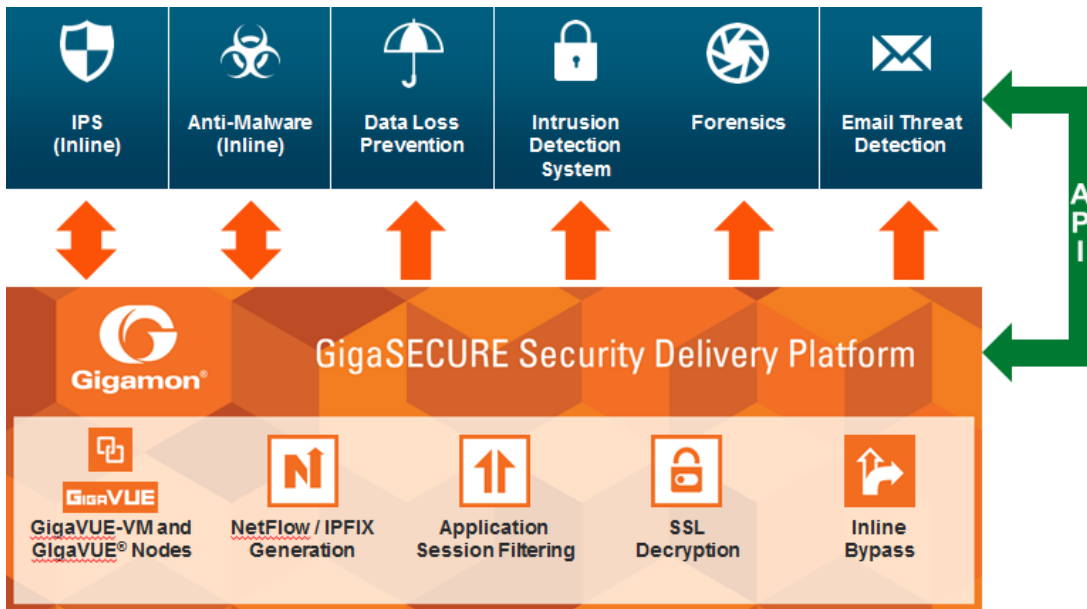 IPS
(Inline)
Anti-Malware
(Inline)
Data Loss
Prevention
Intrusion
Detection
System
Forensics
Email Threat
Detection
API
Gigamon®
GigaSECURE Security Delivery Platform
GIGAVUE
GigaVUE-VM and
GIgaVUE® Nodes
NetFlow / IPFIX
Generation
Application
Session Filtering
SSL
Decryption
Inline
Bypass